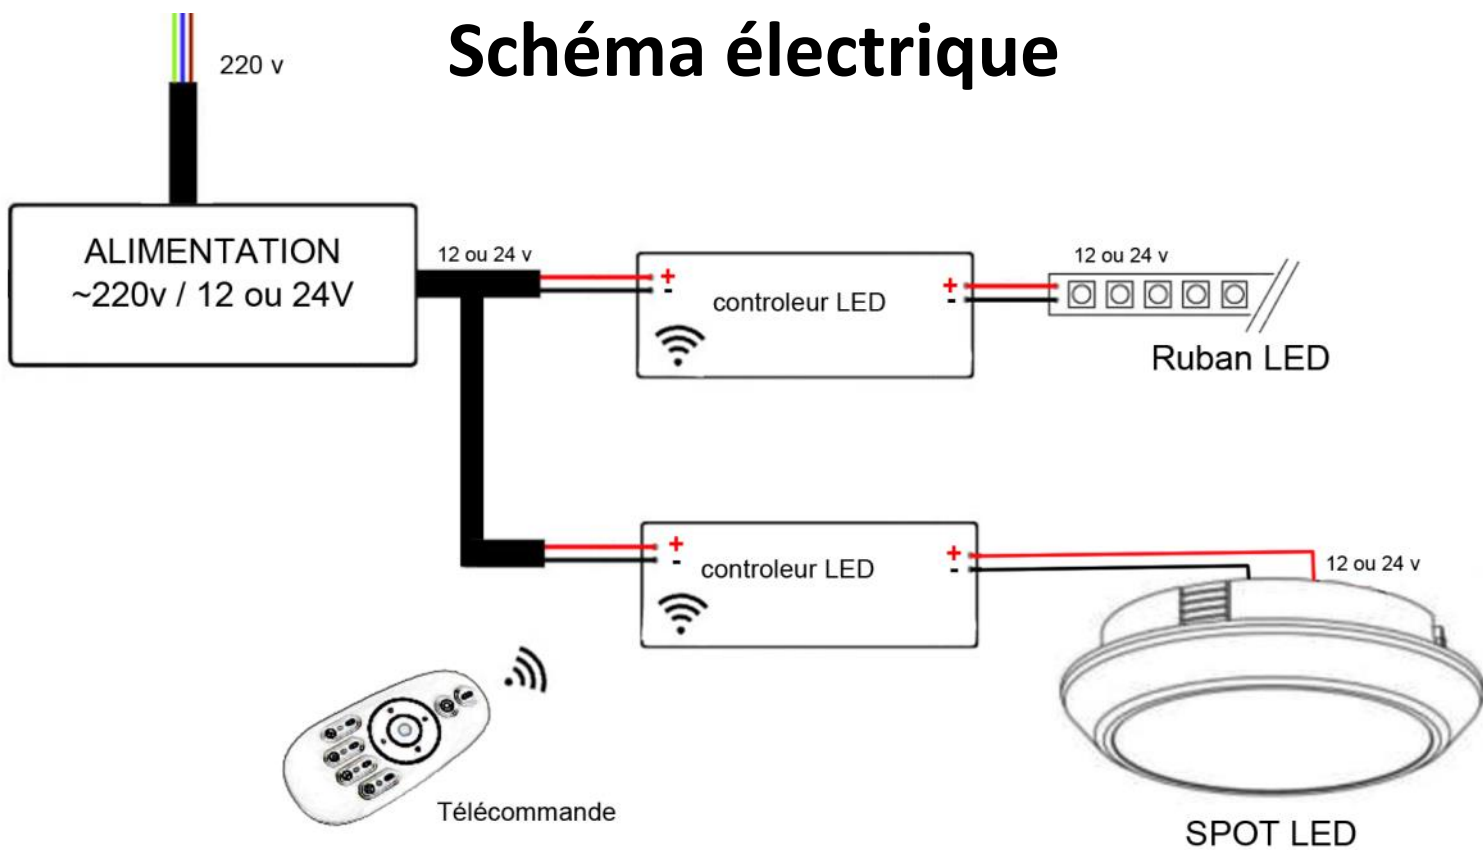 Schéma électrique
220 v
ALIMENTATION
~220v / 12 ou 24V
12 ou 24 v
+
-
controleur LED
+
-
12 ou 24 v
Ruban LED
+
-
controleur LED
+
-
12 ou 24 v
Télécommande
SPOT LED